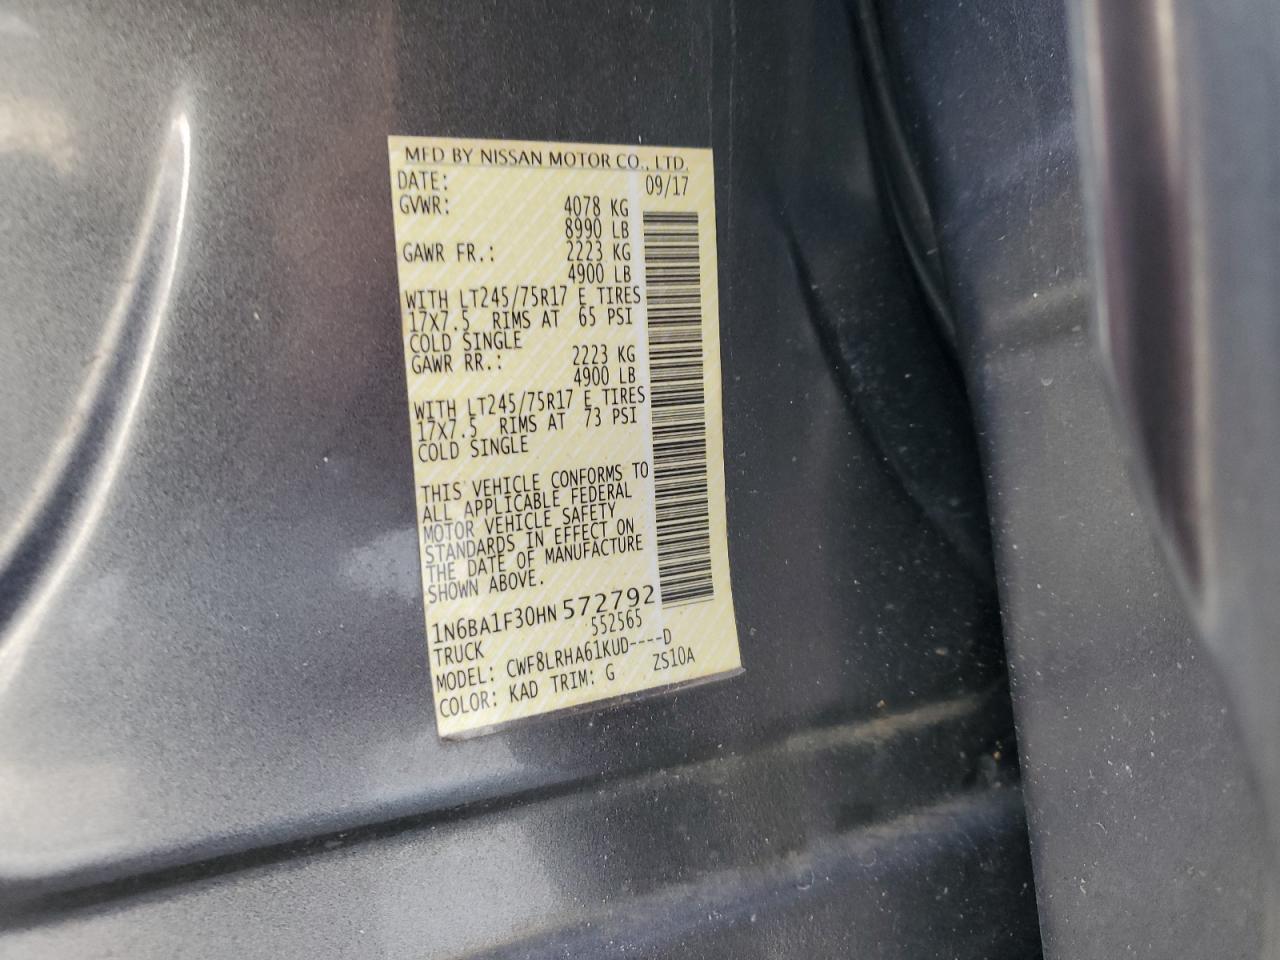 MFD BY NISSAN MOTOR CO., LTD.
DATE: 09/17
GVWR: 4078 KG
8990 LB
GAWR FR.: 2223 KG
4900 LB
WITH LT245/75R17 E TIRES
17X7.5 RIMS AT 65 PSI
COLD SINGLE
GAWR RR.: 2223 KG
4900 LB
WITH LT245/75R17 E TIRES
17X7.5 RIMS AT 73 PSI
COLD SINGLE
THIS VEHICLE CONFORMS TO
ALL APPLICABLE FEDERAL
MOTOR VEHICLE SAFETY
STANDARDS IN EFFECT ON
THE DATE OF MANUFACTURE
SHOWN ABOVE.
1N6BA1F30HN572792
TRUCK 552565
MODEL: CWF8LRHA61KUD----D
COLOR: KAD TRIM: G ZS10A